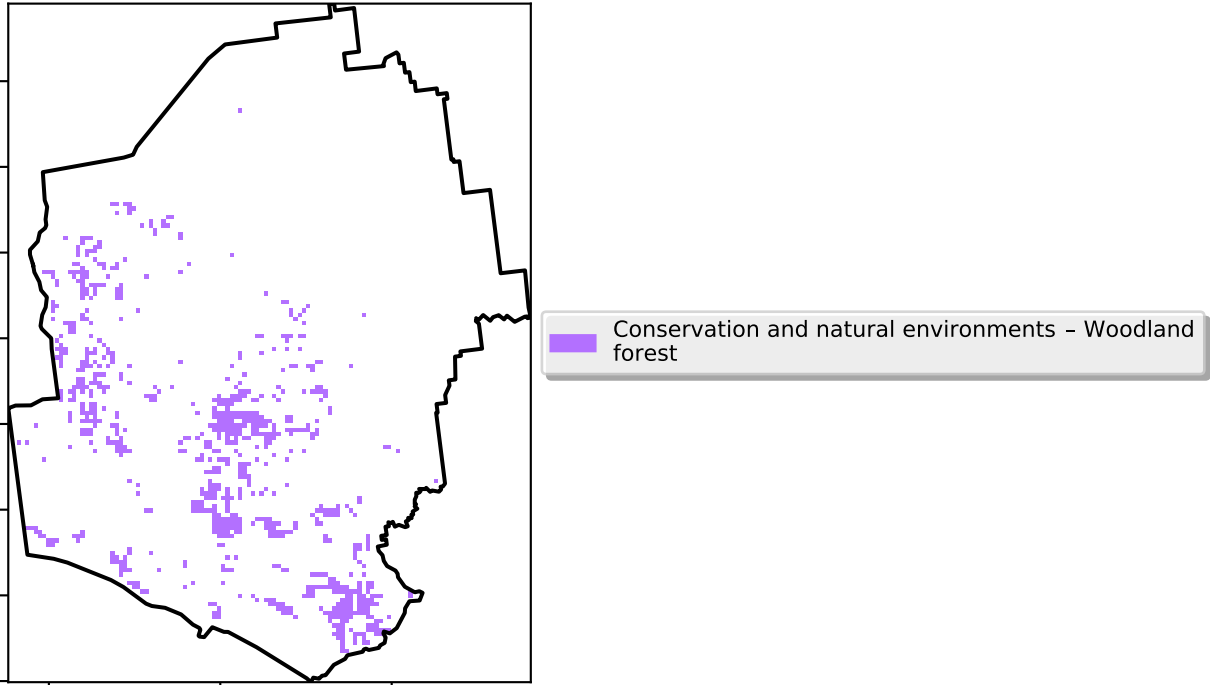 Conservation and natural environments – Woodland
forest